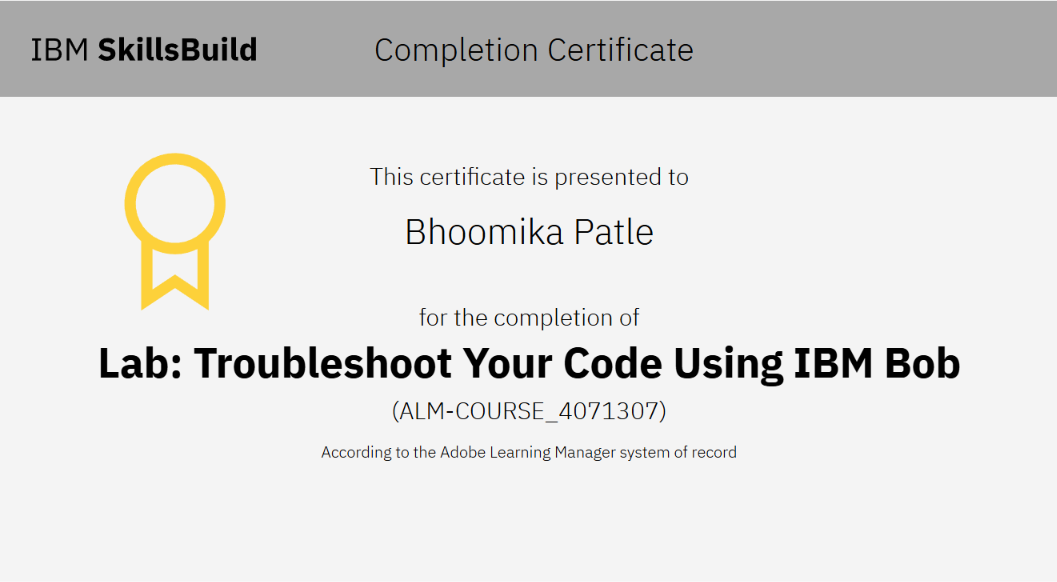 IBM SkillsBuild
Completion Certificate
This certificate is presented to
Bhoomika Patle
for the completion of
Lab: Troubleshoot Your Code Using IBM Bob
(ALM-COURSE_4071307)
According to the Adobe Learning Manager system of record